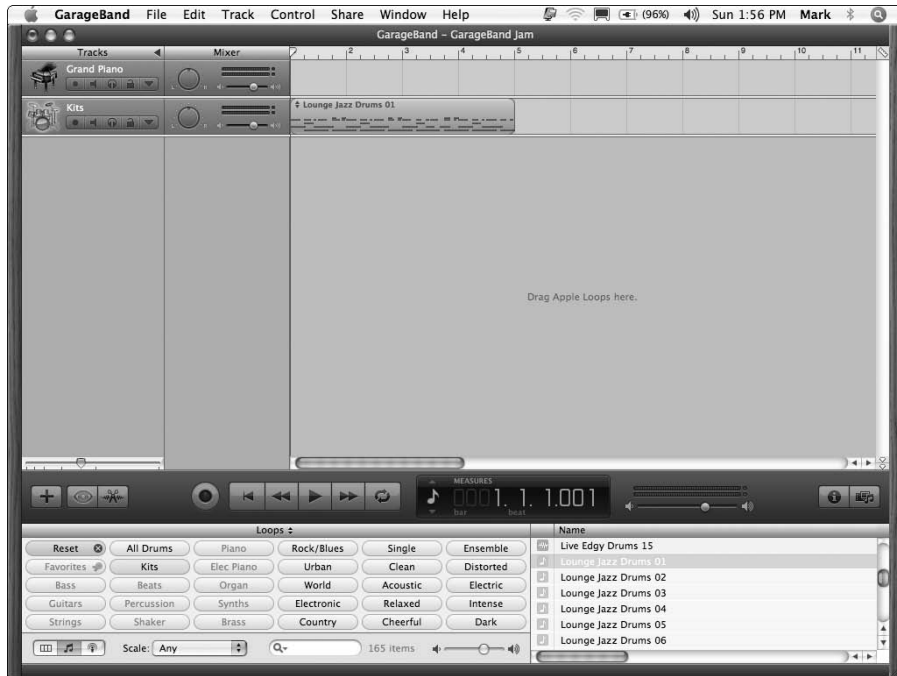 GarageBand File Edit Track Control Share Window Help (96%) Sun 1:56 PM Mark
GarageBand – GarageBand Jam
Tracks Mixer 2 3 4 5 6 7 8 9 10 11
Grand Piano
Kits
Lounge Jazz Drums 01
Drag Apple Loops here.
MEASURES
0001. 1. 1.001
bar beat
Loops Name
Reset All Drums Piano Rock/Blues Single Ensemble
Favorites Kits Elec Piano Urban Clean Distorted
Bass Beats Organ World Acoustic Electric
Guitars Percussion Synths Electronic Relaxed Intense
Strings Shaker Brass Country Cheerful Dark
Scale: Any 165 items
Live Edgy Drums 15
Lounge Jazz Drums 01
Lounge Jazz Drums 02
Lounge Jazz Drums 03
Lounge Jazz Drums 04
Lounge Jazz Drums 05
Lounge Jazz Drums 06